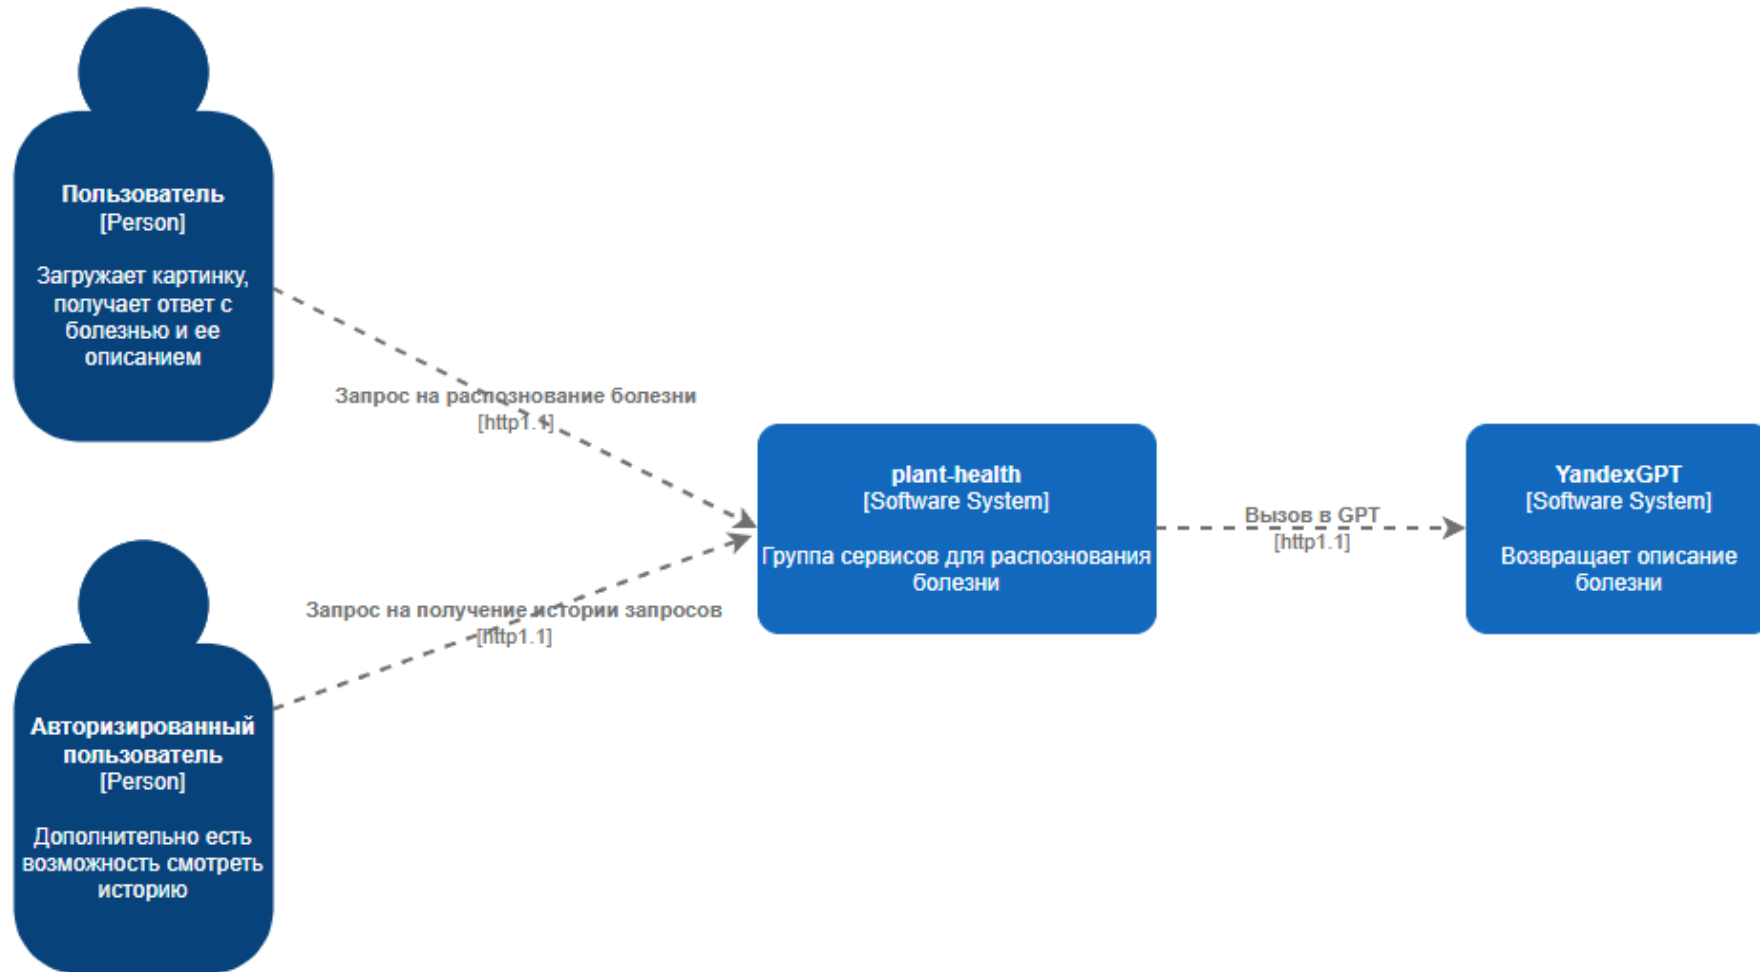 Пользователь
[Person]
Загружает картинку,
получает ответ с
болезнью и ее
описанием
Запрос на распознование болезни
[http1.1]
plant-health
[Software System]
Группа сервисов для распознования
болезни
Вызов в GPT
[http1.1]
YandexGPT
[Software System]
Возвращает описание
болезни
Запрос на получение истории запросов
[http1.1]
Авторизированный
пользователь
[Person]
Дополнительно есть
возможность смотреть
историю